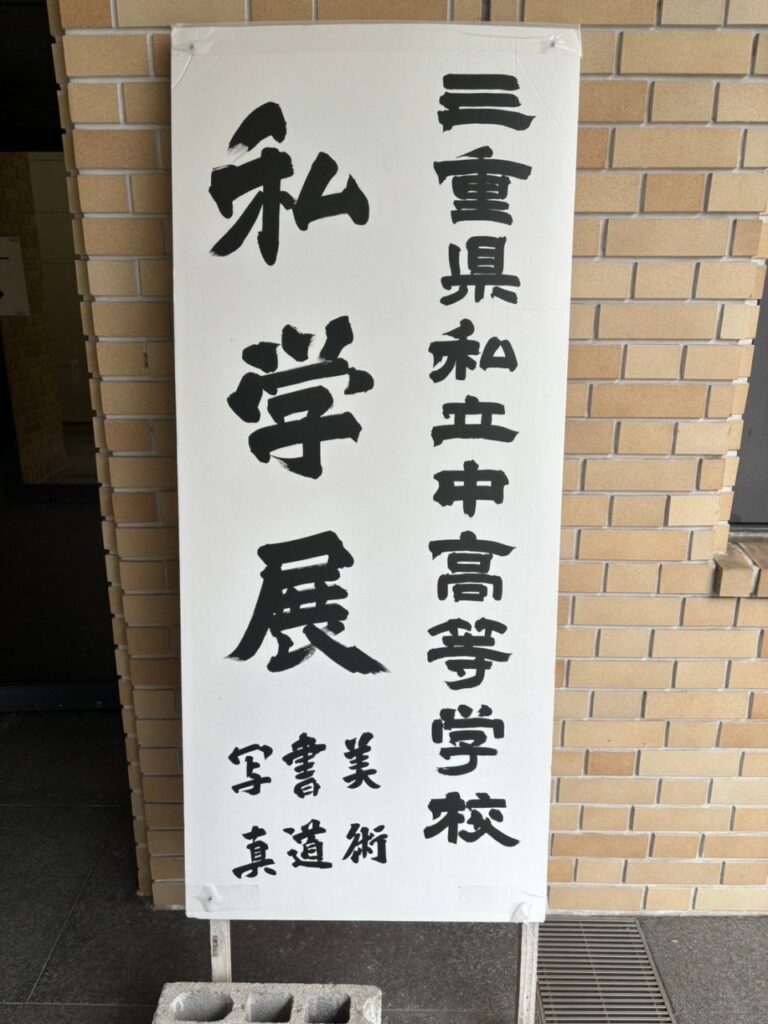 三重県私立中高等学校
私学展
美術
書道
写真